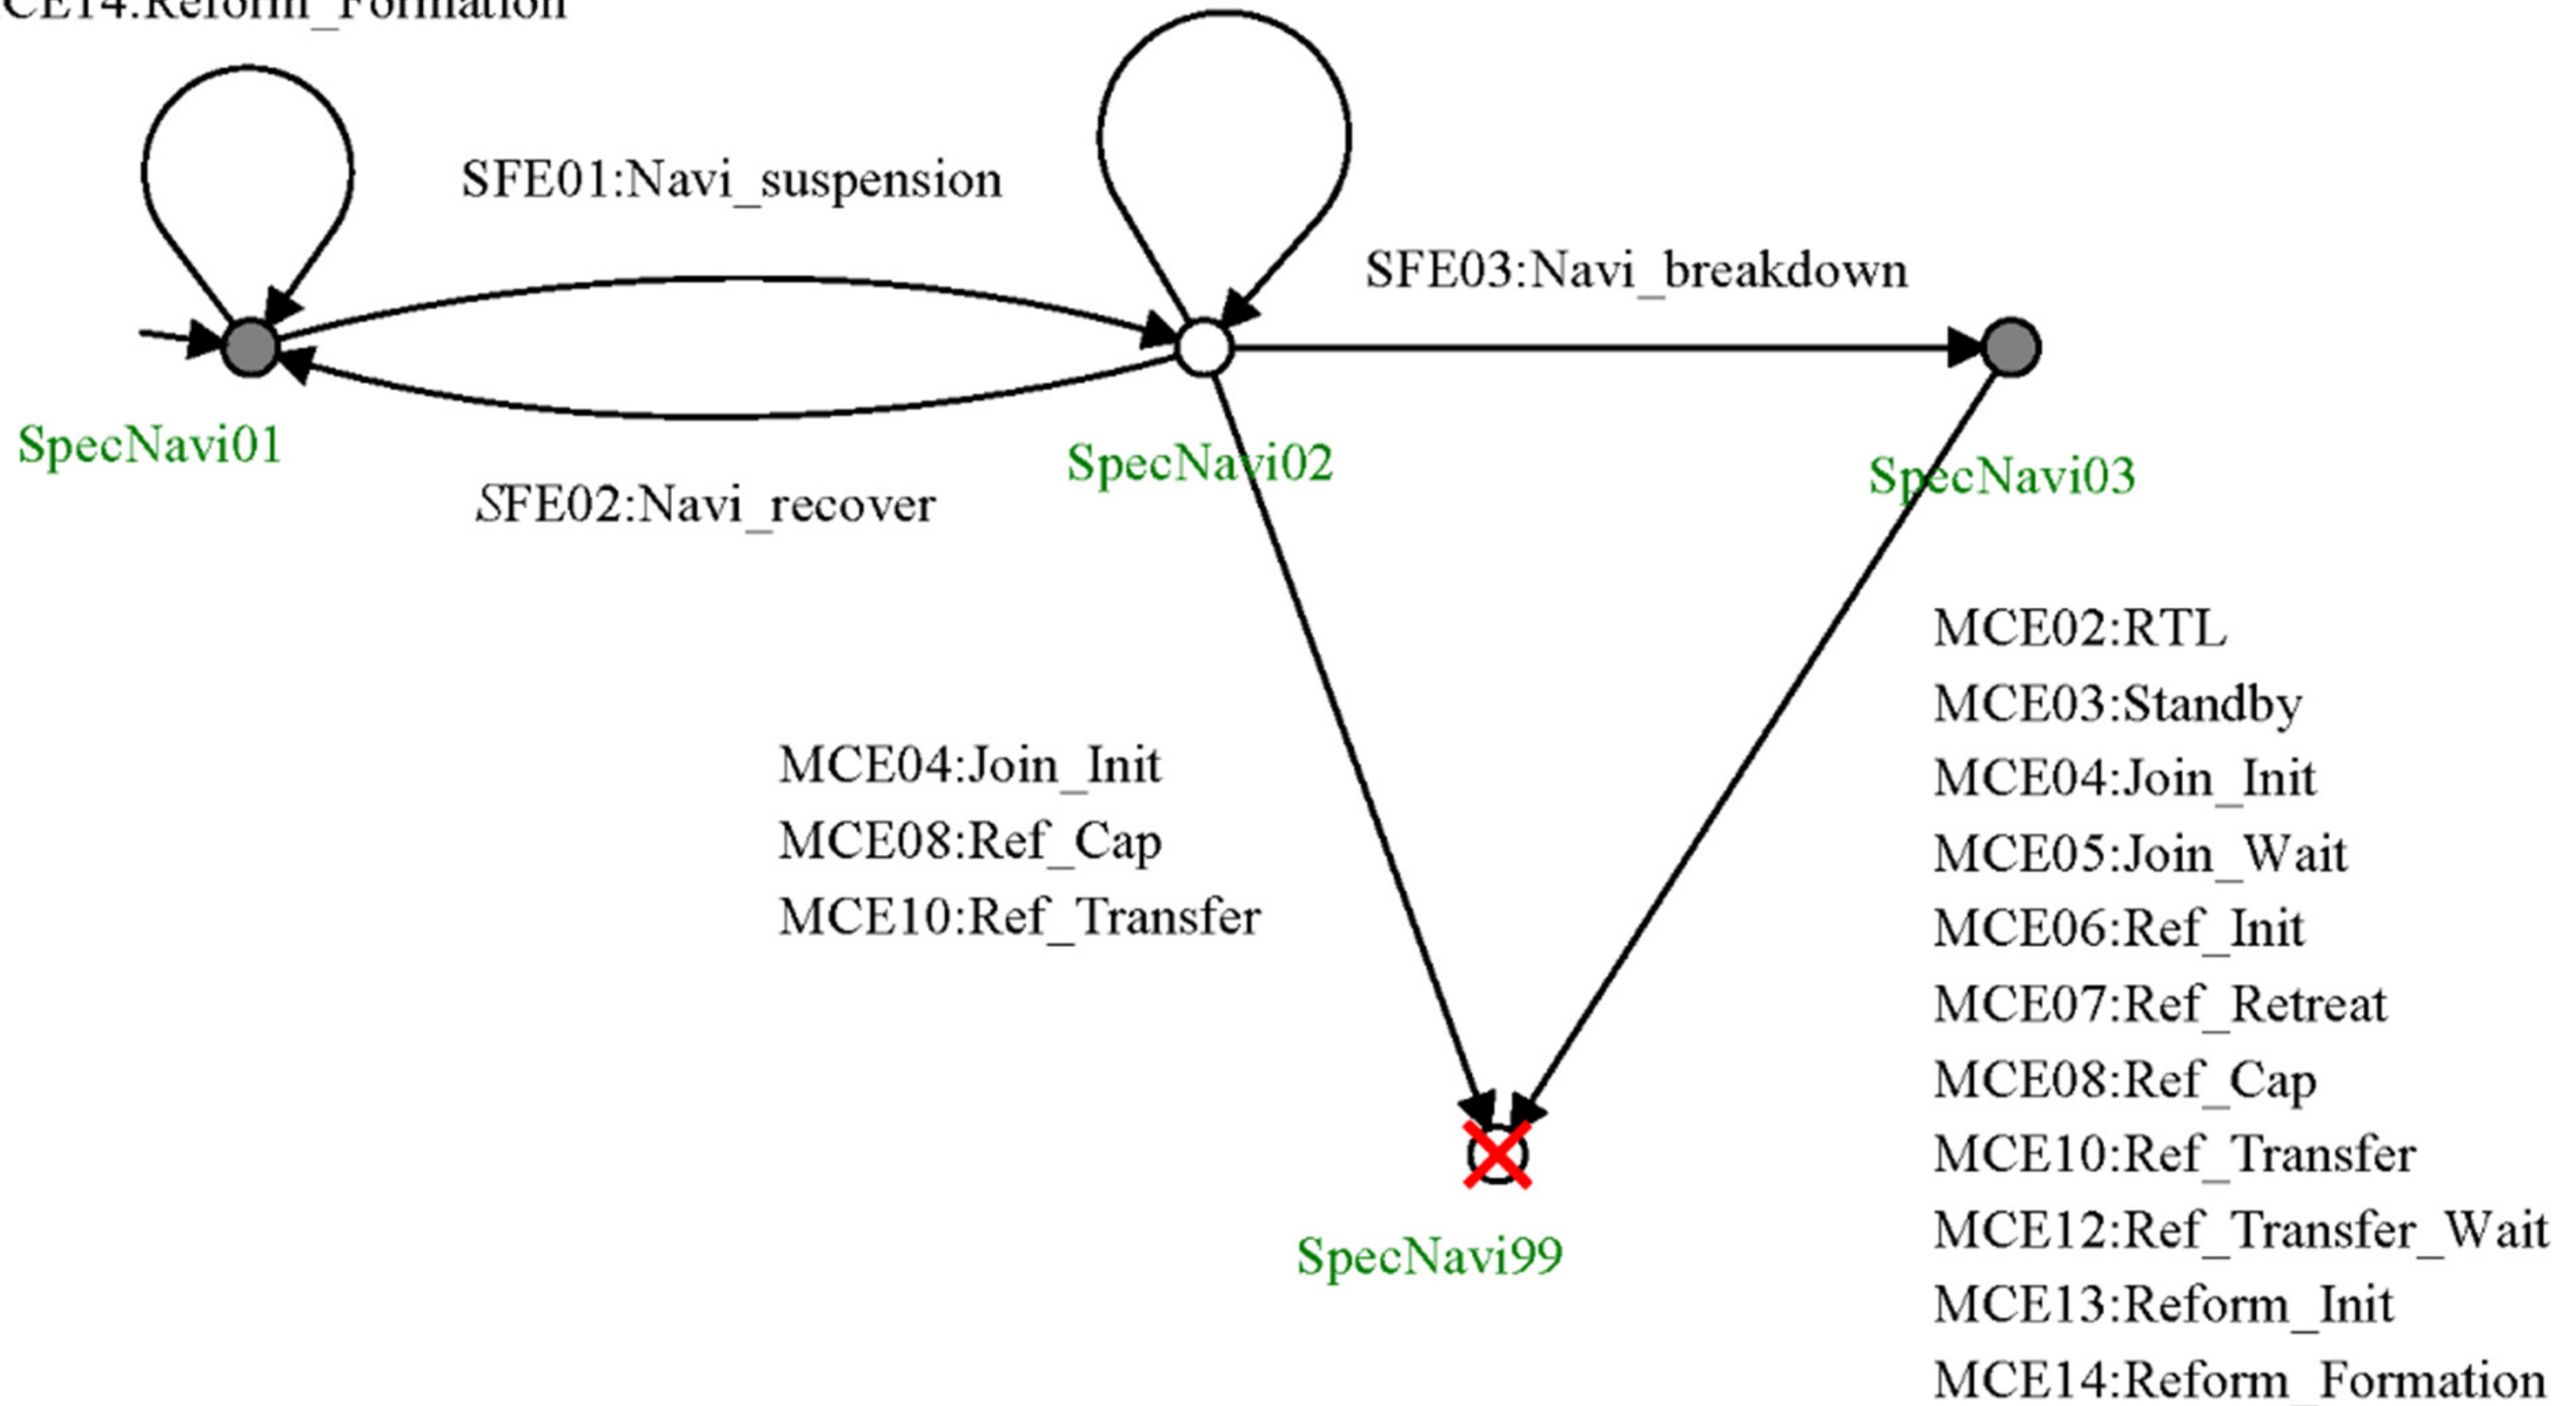 CE14:Reform_Formation
SFE01:Navi_suspension
SFE03:Navi_breakdown
SpecNavi01
SpecNavi02
SpecNavi03
SFE02:Navi_recover
MCE04:Join_Init
MCE08:Ref_Cap
MCE10:Ref_Transfer
MCE02:RTL
MCE03:Standby
MCE04:Join_Init
MCE05:Join_Wait
MCE06:Ref_Init
MCE07:Ref_Retreat
MCE08:Ref_Cap
MCE10:Ref_Transfer
MCE12:Ref_Transfer_Wait
MCE13:Reform_Init
MCE14:Reform_Formation
SpecNavi99